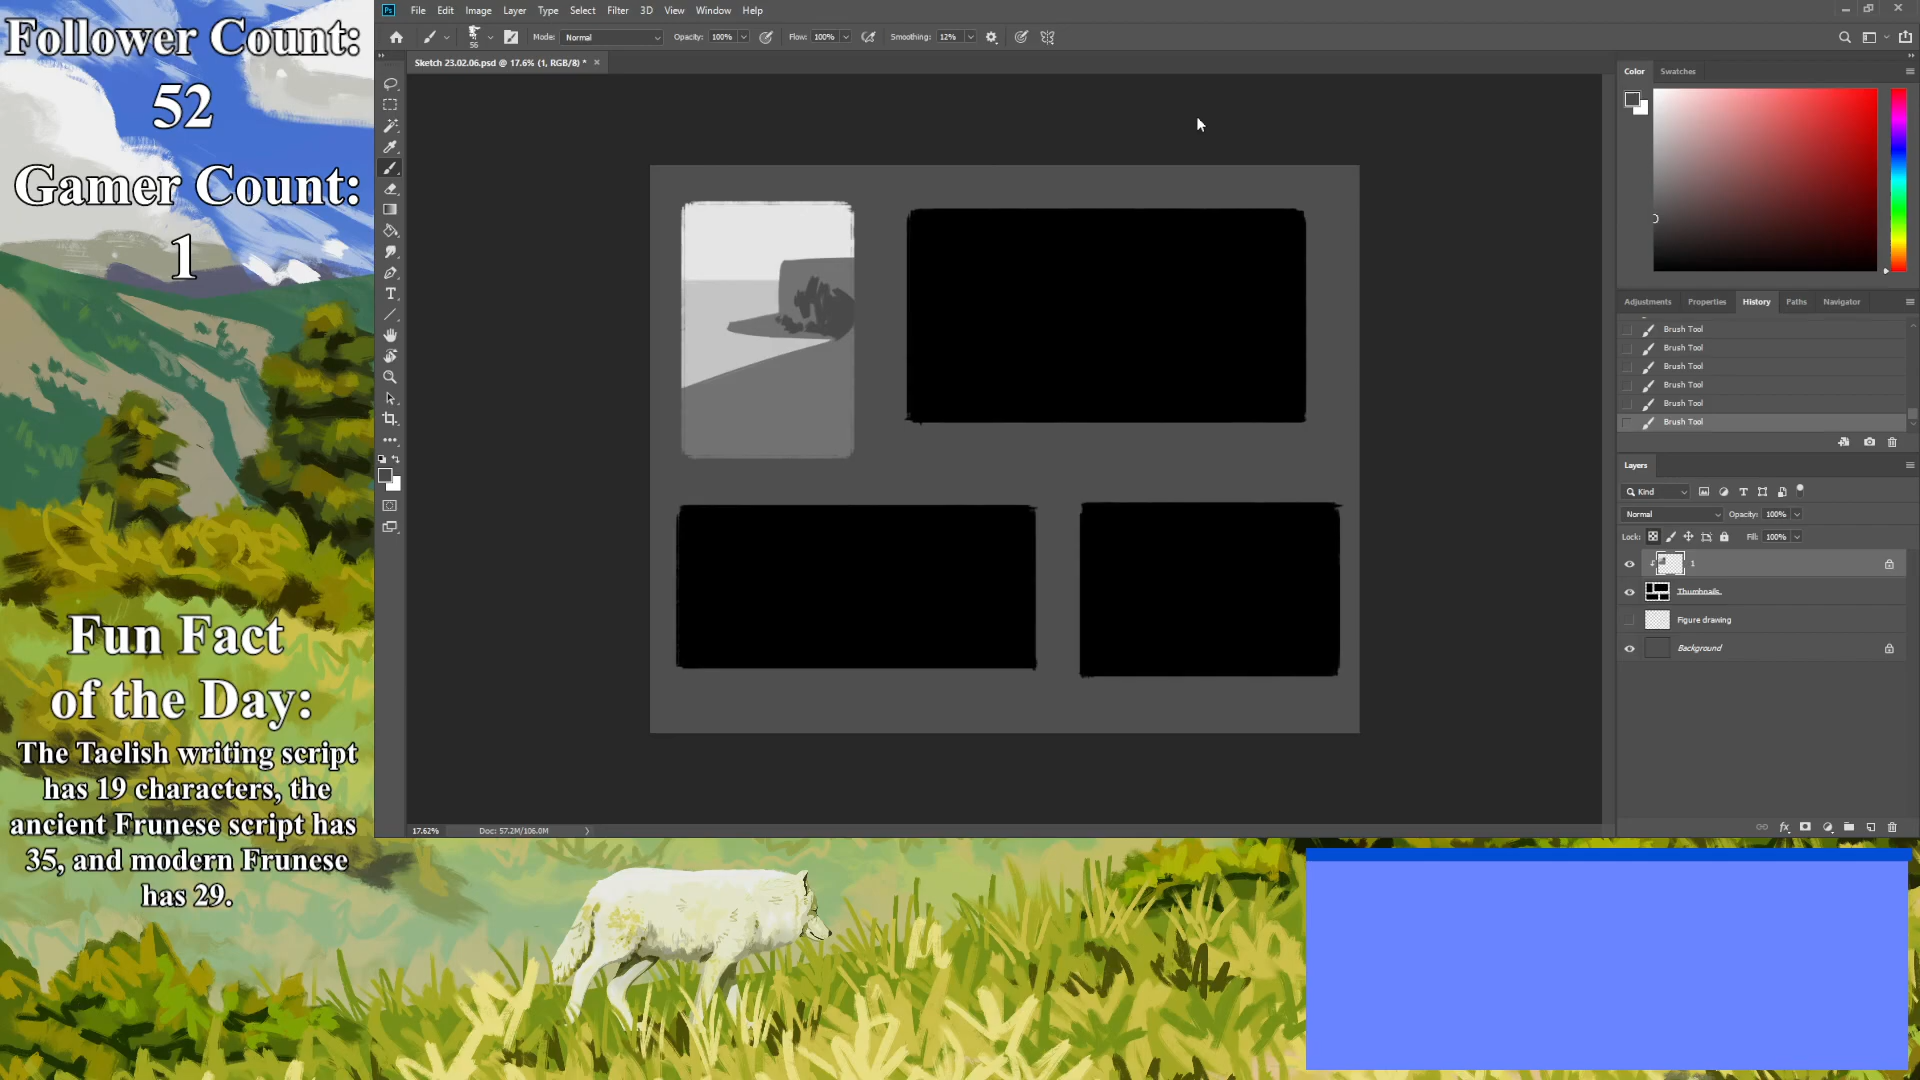 Follower Count:
52
Gamer Count:
1
Fun Fact
of the Day:
The Taelish writing script
has 19 characters, the
ancient Frunese script has
35, and modern Frunese
has 29.
Ps File Edit Image Layer Type Select Filter 3D View Window Help
56 Mode: Normal Opacity: 100% Flow: 100% Smoothing: 12%
Sketch 23.02.06.psd @ 17.6% (1, RGB/8) * ×
17.62% Doc: 57.2M/106.0M
Color Swatches
Adjustments Properties History Paths Navigator
Brush Tool
Brush Tool
Brush Tool
Brush Tool
Brush Tool
Brush Tool
Layers
Kind
Normal Opacity: 100%
Lock: Fill: 100%
1
Thumbnails
Figure drawing
Background